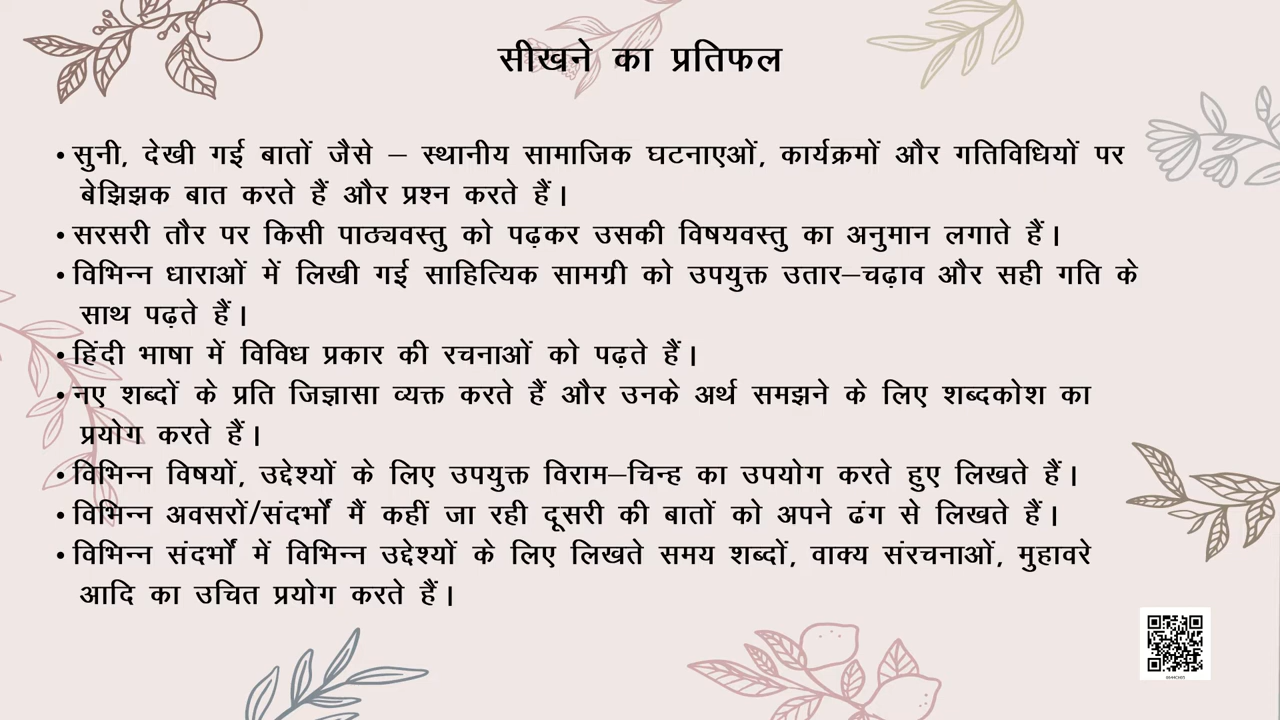 सीखने का प्रतिफल
• सुनी, देखी गई बातों जैसे – स्थानीय सामाजिक घटनाएओं, कार्यक्रमों और गतिविधियों पर
बेझिझक बात करते हैं और प्रश्न करते हैं।
• सरसरी तौर पर किसी पाठ्यवस्तु को पढ़कर उसकी विषयवस्तु का अनुमान लगाते हैं।
• विभिन्न धाराओं में लिखी गई साहित्यिक सामग्री को उपयुक्त उतार–चढ़ाव और सही गति के
साथ पढ़ते हैं।
• हिंदी भाषा में विविध प्रकार की रचनाओं को पढ़ते हैं।
• नए शब्दों के प्रति जिज्ञासा व्यक्त करते हैं और उनके अर्थ समझने के लिए शब्दकोश का
प्रयोग करते हैं।
• विभिन्न विषयों, उद्देश्यों के लिए उपयुक्त विराम–चिन्ह का उपयोग करते हुए लिखते हैं।
• विभिन्न अवसरों/संदर्भों मैं कहीं जा रही दूसरी की बातों को अपने ढंग से लिखते हैं।
• विभिन्न संदर्भों में विभिन्न उद्देश्यों के लिए लिखते समय शब्दों, वाक्य संरचनाओं, मुहावरे
आदि का उचित प्रयोग करते हैं।